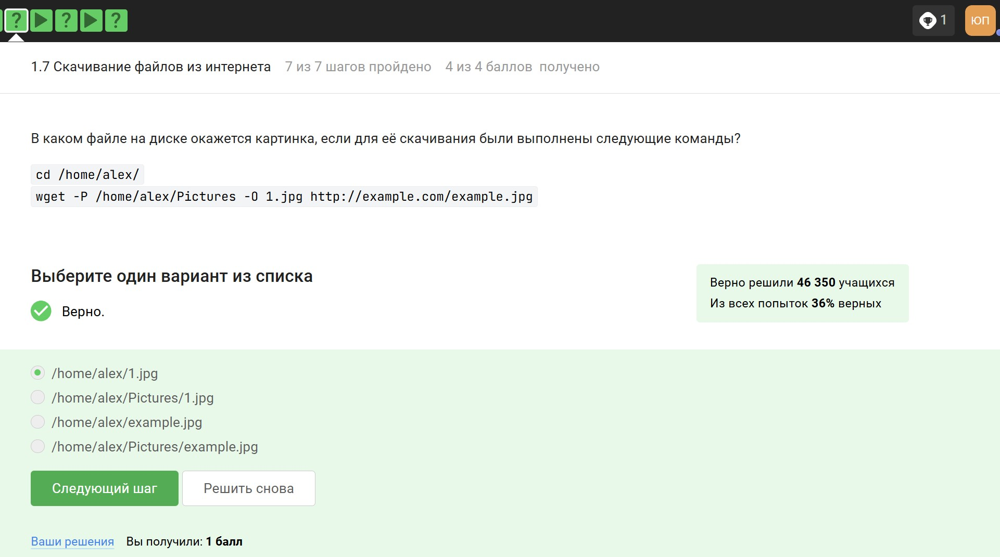 ? ? ?
1
ЮП
1.7 Скачивание файлов из интернета 7 из 7 шагов пройдено 4 из 4 баллов получено
В каком файле на диске окажется картинка, если для её скачивания были выполнены следующие команды?
cd /home/alex/
wget -P /home/alex/Pictures -O 1.jpg http://example.com/example.jpg
Выберите один вариант из списка
Верно.
Верно решили 46 350 учащихся
Из всех попыток 36% верных
/home/alex/1.jpg
/home/alex/Pictures/1.jpg
/home/alex/example.jpg
/home/alex/Pictures/example.jpg
Следующий шаг Решить снова
Ваши решения Вы получили: 1 балл